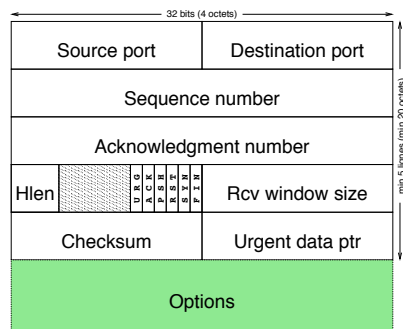 32 bits (4 octets)
Source port Destination port
Sequence number
Acknowledgment number
Hlen URG ACK PSH RST SYN FIN Rcv window size
Checksum Urgent data ptr
Options
min 5 lignes (min 20 octets)